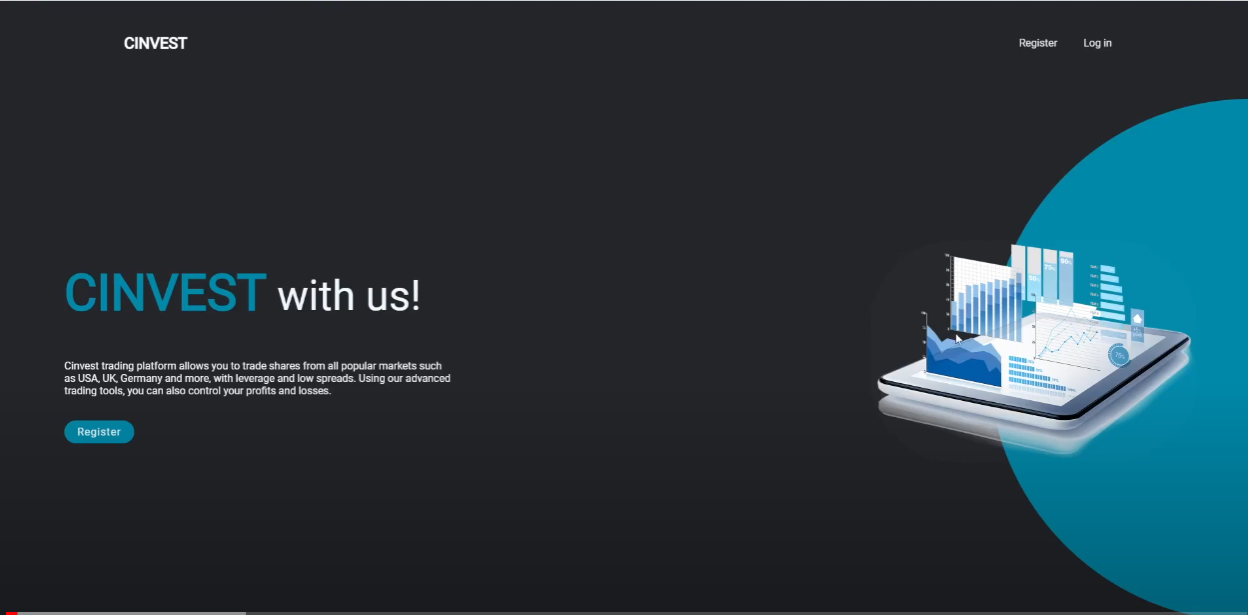 CINVEST
Register
Log in
CINVEST with us!
Cinvest trading platform allows you to trade shares from all popular markets such
as USA, UK, Germany and more, with leverage and low spreads. Using our advanced
trading tools, you can also control your profits and losses.
Register